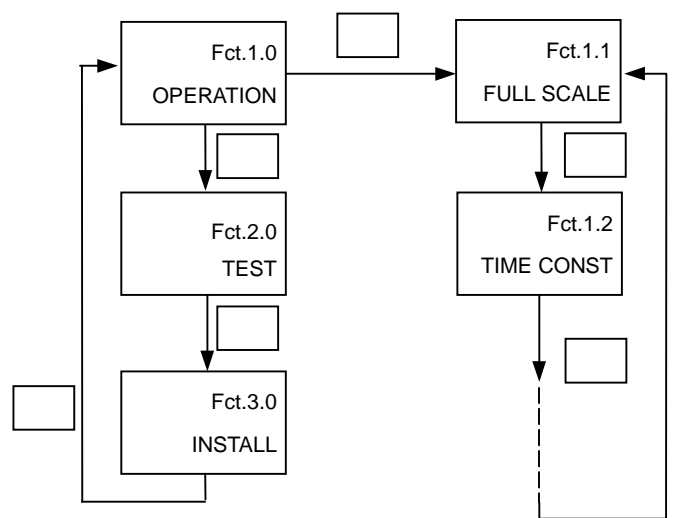 Fct.1.0
OPERATION
Fct.1.1
FULL SCALE
Fct.2.0
TEST
Fct.1.2
TIME CONST
Fct.3.0
INSTALL